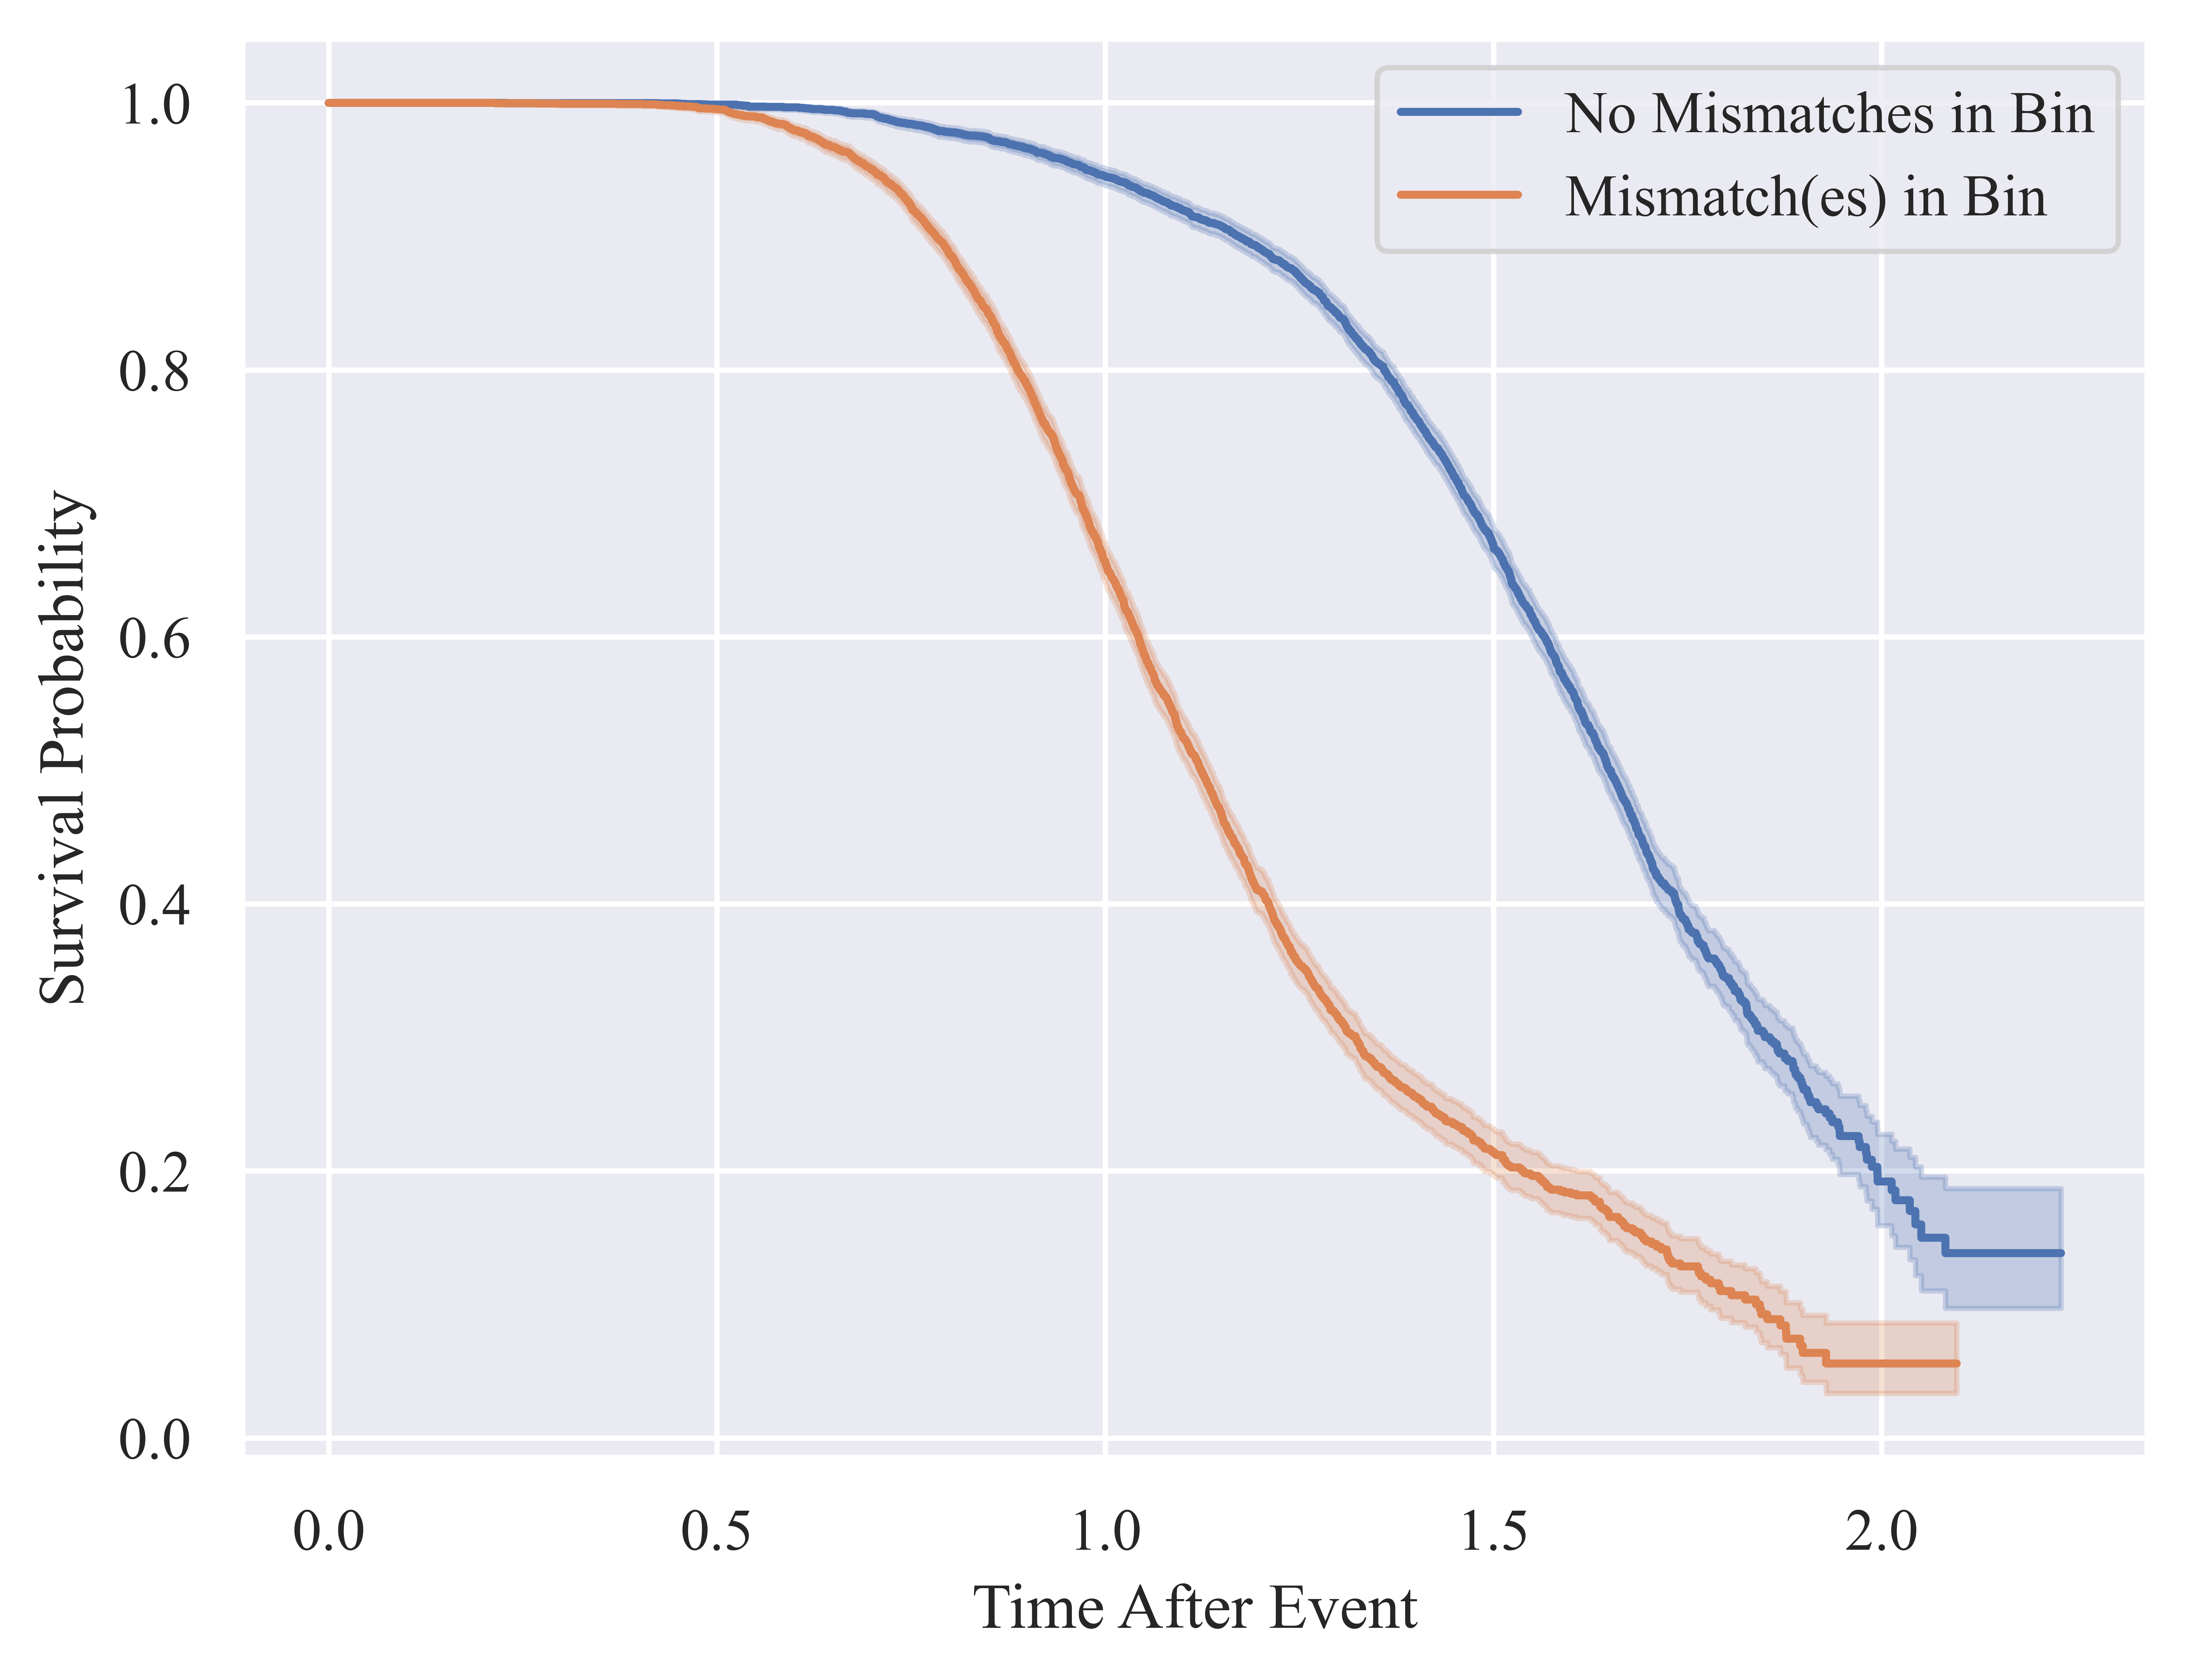 No Mismatches in Bin
Mismatch(es) in Bin
Survival Probability
1.0
0.8
0.6
0.4
0.2
0.0
0.0 0.5 1.0 1.5 2.0
Time After Event